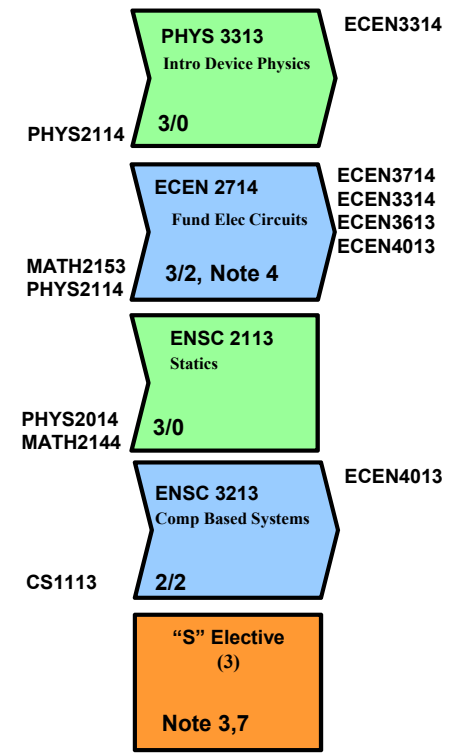 PHYS 3313
ECEN3314
Intro Device Physics
3/0
PHYS2114
ECEN 2714
ECEN3714
ECEN3314
ECEN3613
ECEN4013
Fund Elec Circuits
3/2, Note 4
MATH2153
PHYS2114
ENSC 2113
Statics
3/0
PHYS2014
MATH2144
ENSC 3213
ECEN4013
Comp Based Systems
2/2
CS1113
“S” Elective
(3)
Note 3,7